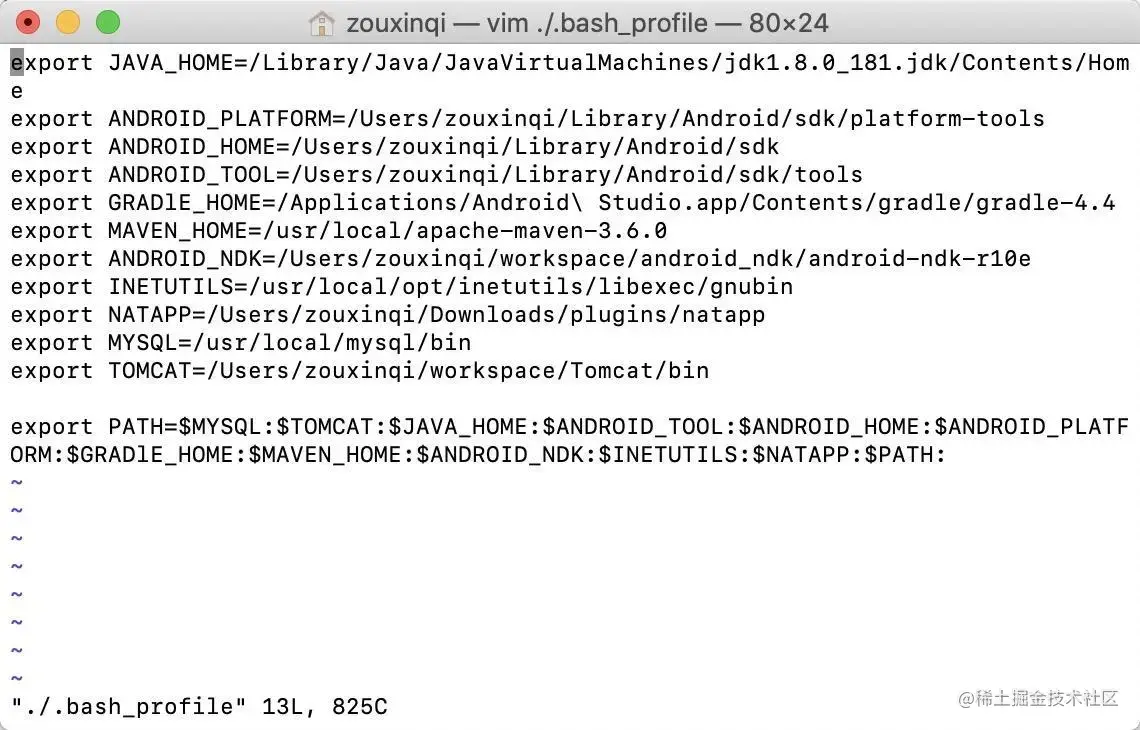 zouxinqi — vim ./.bash_profile — 80×24
export JAVA_HOME=/Library/Java/JavaVirtualMachines/jdk1.8.0_181.jdk/Contents/Hom
e
export ANDROID_PLATFORM=/Users/zouxinqi/Library/Android/sdk/platform-tools
export ANDROID_HOME=/Users/zouxinqi/Library/Android/sdk
export ANDROID_TOOL=/Users/zouxinqi/Library/Android/sdk/tools
export GRADlE_HOME=/Applications/Android\ Studio.app/Contents/gradle/gradle-4.4
export MAVEN_HOME=/usr/local/apache-maven-3.6.0
export ANDROID_NDK=/Users/zouxinqi/workspace/android_ndk/android-ndk-r10e
export INETUTILS=/usr/local/opt/inetutils/libexec/gnubin
export NATAPP=/Users/zouxinqi/Downloads/plugins/natapp
export MYSQL=/usr/local/mysql/bin
export TOMCAT=/Users/zouxinqi/workspace/Tomcat/bin
export PATH=$MYSQL:$TOMCAT:$JAVA_HOME:$ANDROID_TOOL:$ANDROID_HOME:$ANDROID_PLATF
ORM:$GRADlE_HOME:$MAVEN_HOME:$ANDROID_NDK:$INETUTILS:$NATAPP:$PATH:
~
~
~
~
~
~
~
~
"./.bash_profile" 13L, 825C
@稀土掘金技术社区